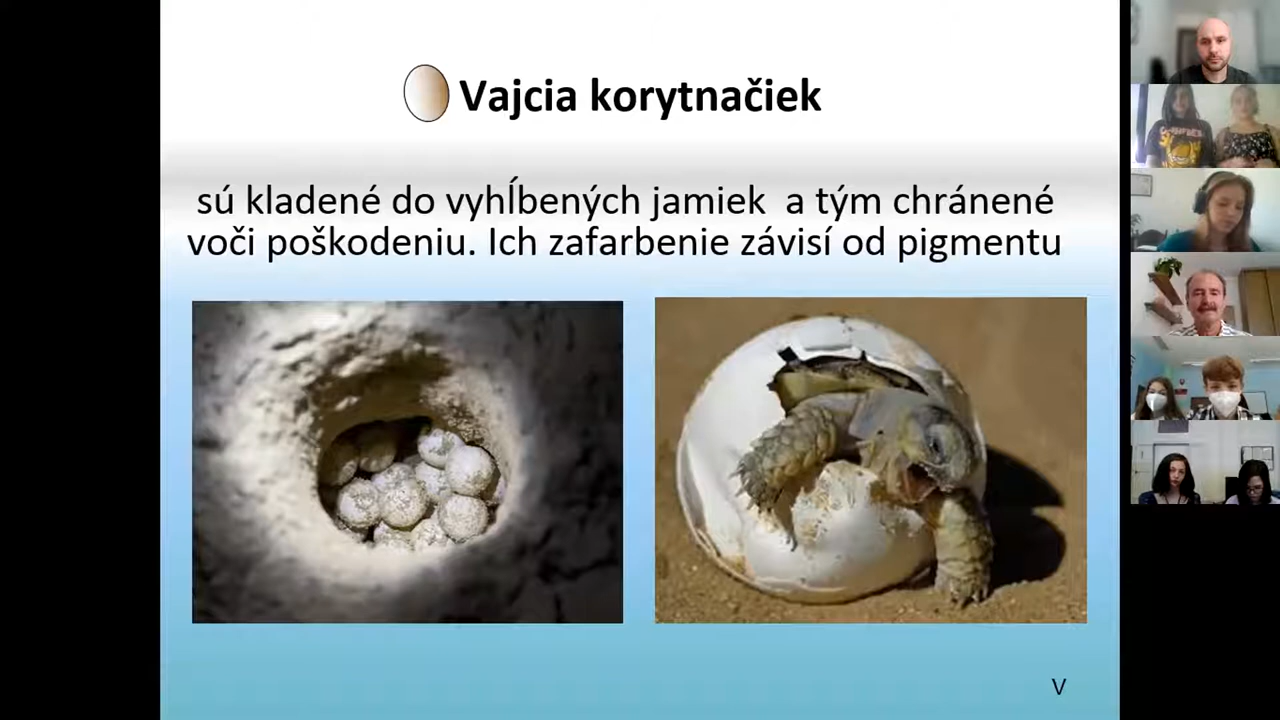 Vajcia korytnačiek
sú kladené do vyhĺbených jamiek a tým chránené
voči poškodeniu. Ich zafarbenie závisí od pigmentu
V